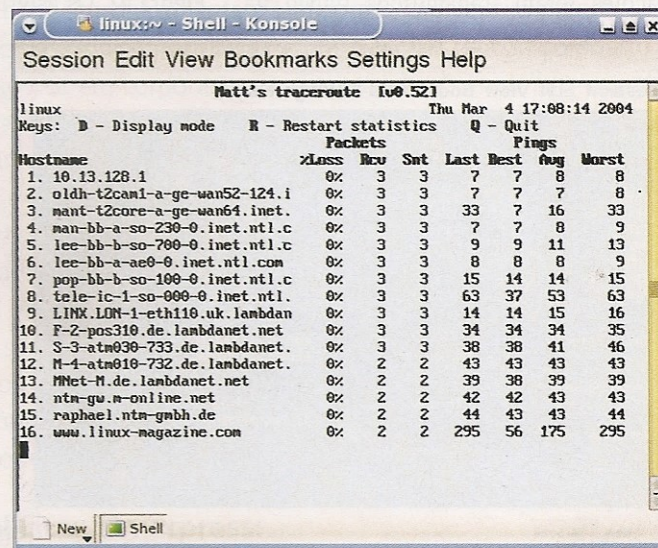 linux:~ - Shell - Konsole
Session Edit View Bookmarks Settings Help
Matt's traceroute [v0.52]
linux Thu Mar 4 17:08:14 2004
Keys: D - Display mode R - Restart statistics Q - Quit
Packets Pings
Hostname %Loss Rcv Snt Last Best Avg Worst
1. 10.13.128.1 0% 3 3 7 7 8 8
2. oldh-t2cam1-a-ge-wan52-124.i 0% 3 3 7 7 7 8
3. mant-t2core-a-ge-wan64.inet. 0% 3 3 33 7 16 33
4. man-bb-a-so-230-0.inet.ntl.c 0% 3 3 7 7 8 9
5. lee-bb-b-so-700-0.inet.ntl.c 0% 3 3 9 9 11 13
6. lee-bb-a-ae0-0.inet.ntl.com 0% 3 3 8 8 8 9
7. pop-bb-b-so-100-0.inet.ntl.c 0% 3 3 15 14 14 15
8. tele-ic-1-so-000-0.inet.ntl. 0% 3 3 63 37 53 63
9. LINX.LON-1-eth110.uk.lambdan 0% 3 3 14 14 15 16
10. F-2-pos310.de.lambdanet.net 0% 3 3 34 34 34 35
11. S-3-atm030-733.de.lambdanet. 0% 3 3 38 38 41 46
12. M-4-atm010-732.de.lambdanet. 0% 2 2 43 43 43 43
13. MNet-M.de.lambdanet.net 0% 2 2 39 38 39 39
14. ntm-gw.m-online.net 0% 2 2 42 42 43 43
15. raphael.ntm-gmbh.de 0% 2 2 44 43 43 44
16. www.linux-magazine.com 0% 2 2 295 56 175 295
New Shell